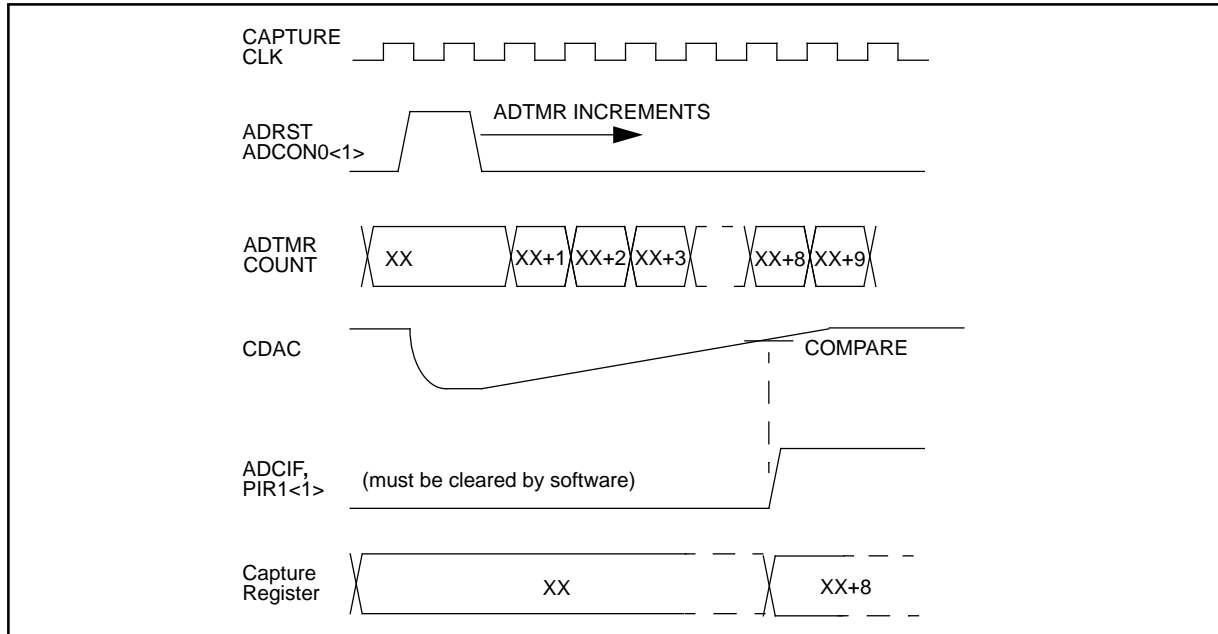 CAPTURE
CLK
ADTMR INCREMENTS
ADRST
ADCON0<1>
ADTMR
COUNT
XX XX+1 XX+2 XX+3 XX+8 XX+9
CDAC
COMPARE
ADCIF,
PIR1<1>
(must be cleared by software)
Capture
Register
XX XX+8